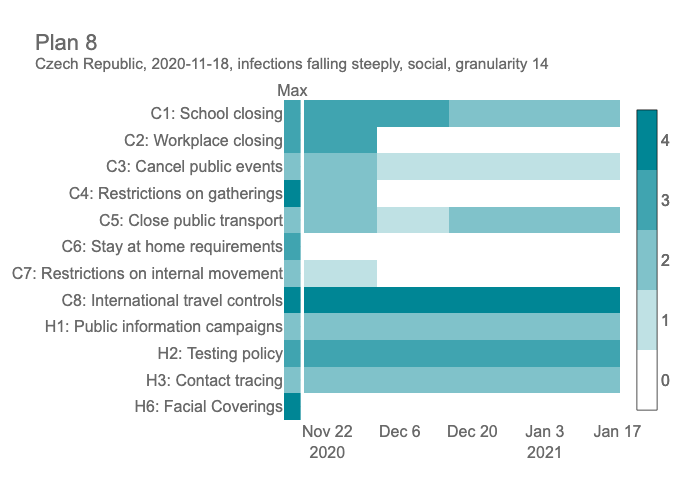 Plan 8
Czech Republic, 2020-11-18, infections falling steeply, social, granularity 14
Max
C1: School closing
C2: Workplace closing
C3: Cancel public events
C4: Restrictions on gatherings
C5: Close public transport
C6: Stay at home requirements
C7: Restrictions on internal movement
C8: International travel controls
H1: Public information campaigns
H2: Testing policy
H3: Contact tracing
H6: Facial Coverings
4
3
2
1
0
Nov 22 Dec 6 Dec 20 Jan 3 Jan 17
2020 2021